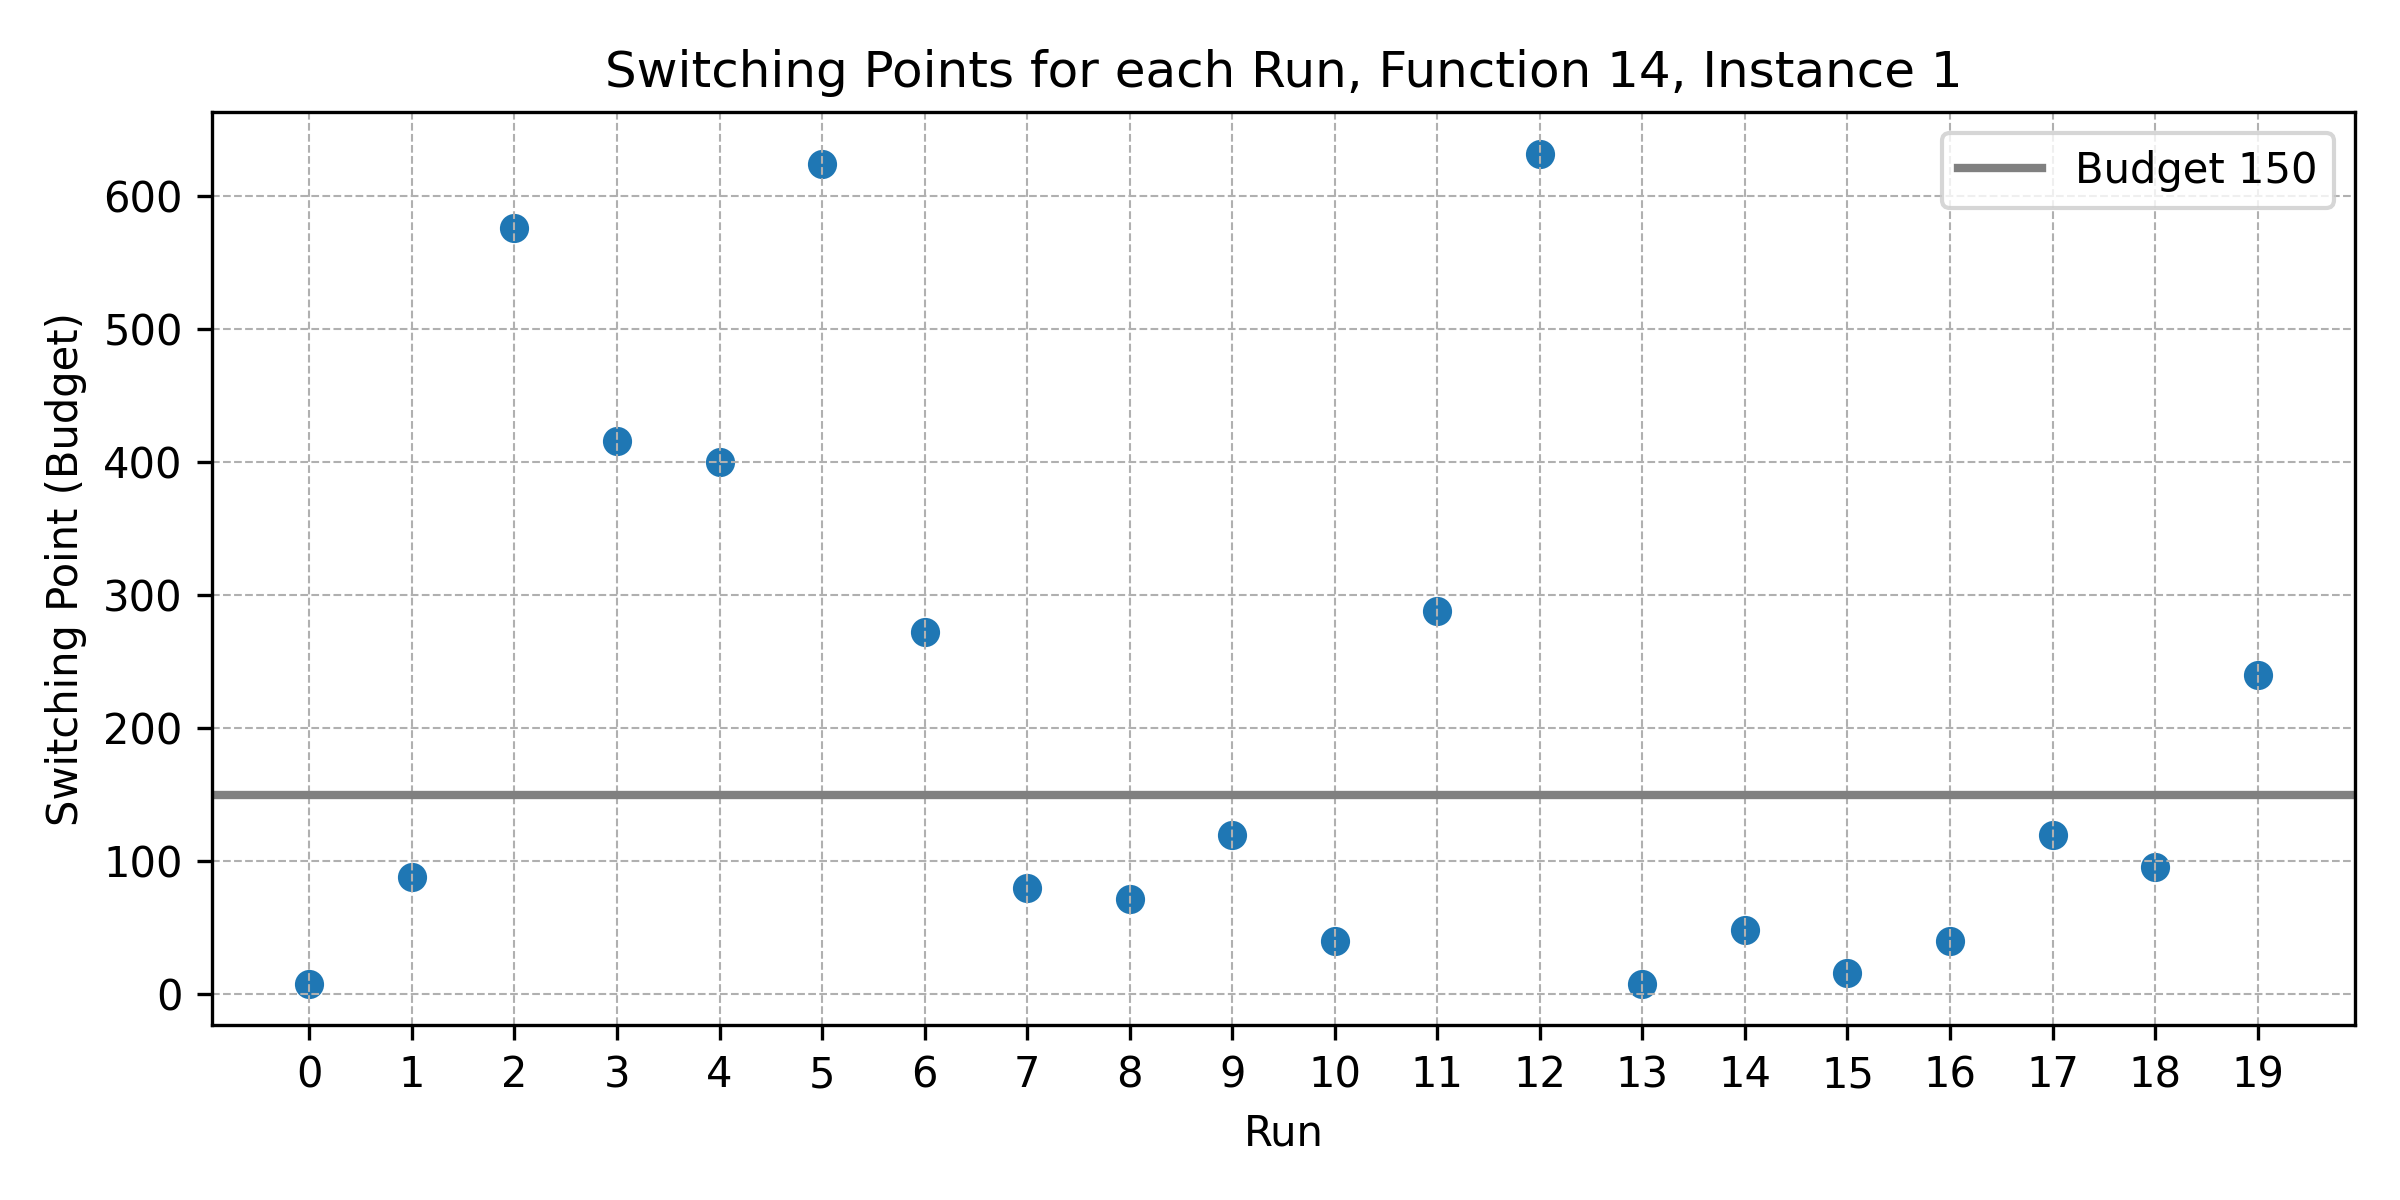 Switching Points for each Run, Function 14, Instance 1
Budget 150
Switching Point (Budget)
600
500
400
300
200
100
0
0 1 2 3 4 5 6 7 8 9 10 11 12 13 14 15 16 17 18 19
Run